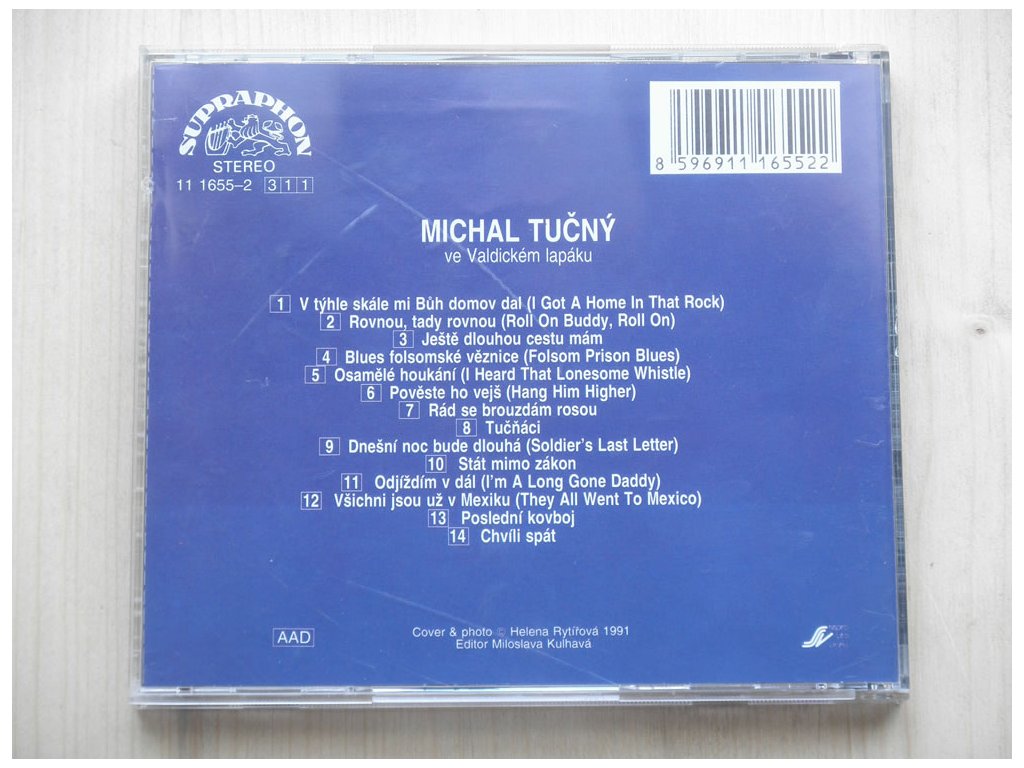 SUPRAPHON
STEREO
11 1655–2 3 1 1
8 596911 165522
MICHAL TUČNÝ
ve Valdickém lapáku
1 V týhle skále mi Bůh domov dal (I Got A Home In That Rock)
2 Rovnou, tady rovnou (Roll On Buddy, Roll On)
3 Ještě dlouhou cestu mám
4 Blues folsomské věznice (Folsom Prison Blues)
5 Osamělé houkání (I Heard That Lonesome Whistle)
6 Pověste ho vejš (Hang Him Higher)
7 Rád se brouzdám rosou
8 Tučňáci
9 Dnešní noc bude dlouhá (Soldier's Last Letter)
10 Stát mimo zákon
11 Odjíždím v dál (I'm A Long Gone Daddy)
12 Všichni jsou už v Mexiku (They All Went To Mexico)
13 Poslední kovboj
14 Chvíli spát
AAD
Cover & photo © Helena Rytířová 1991
Editor Miloslava Kulhavá